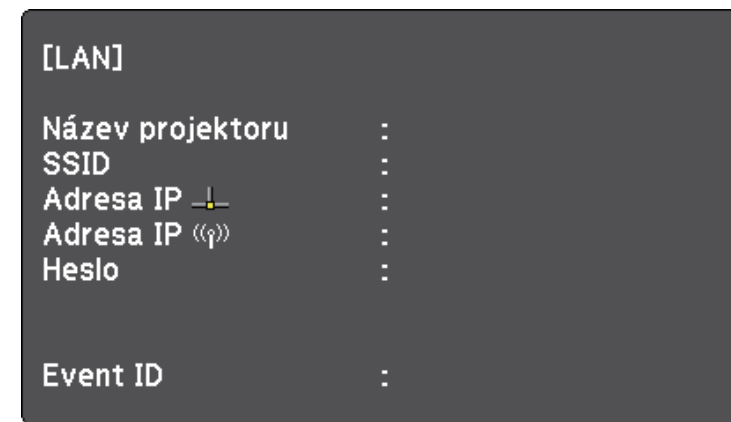 [LAN]
Název projektoru :
SSID :
Adresa IP :
Adresa IP :
Heslo :
Event ID :